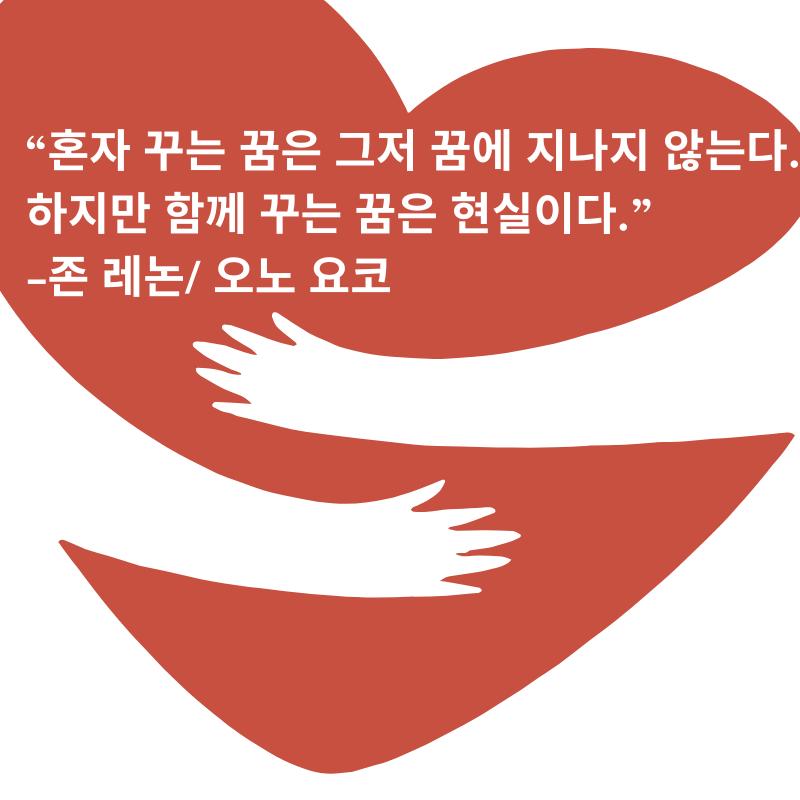 “혼자 꾸는 꿈은 그저 꿈에 지나지 않는다.
하지만 함께 꾸는 꿈은 현실이다.”
–존 레논/ 오노 요코